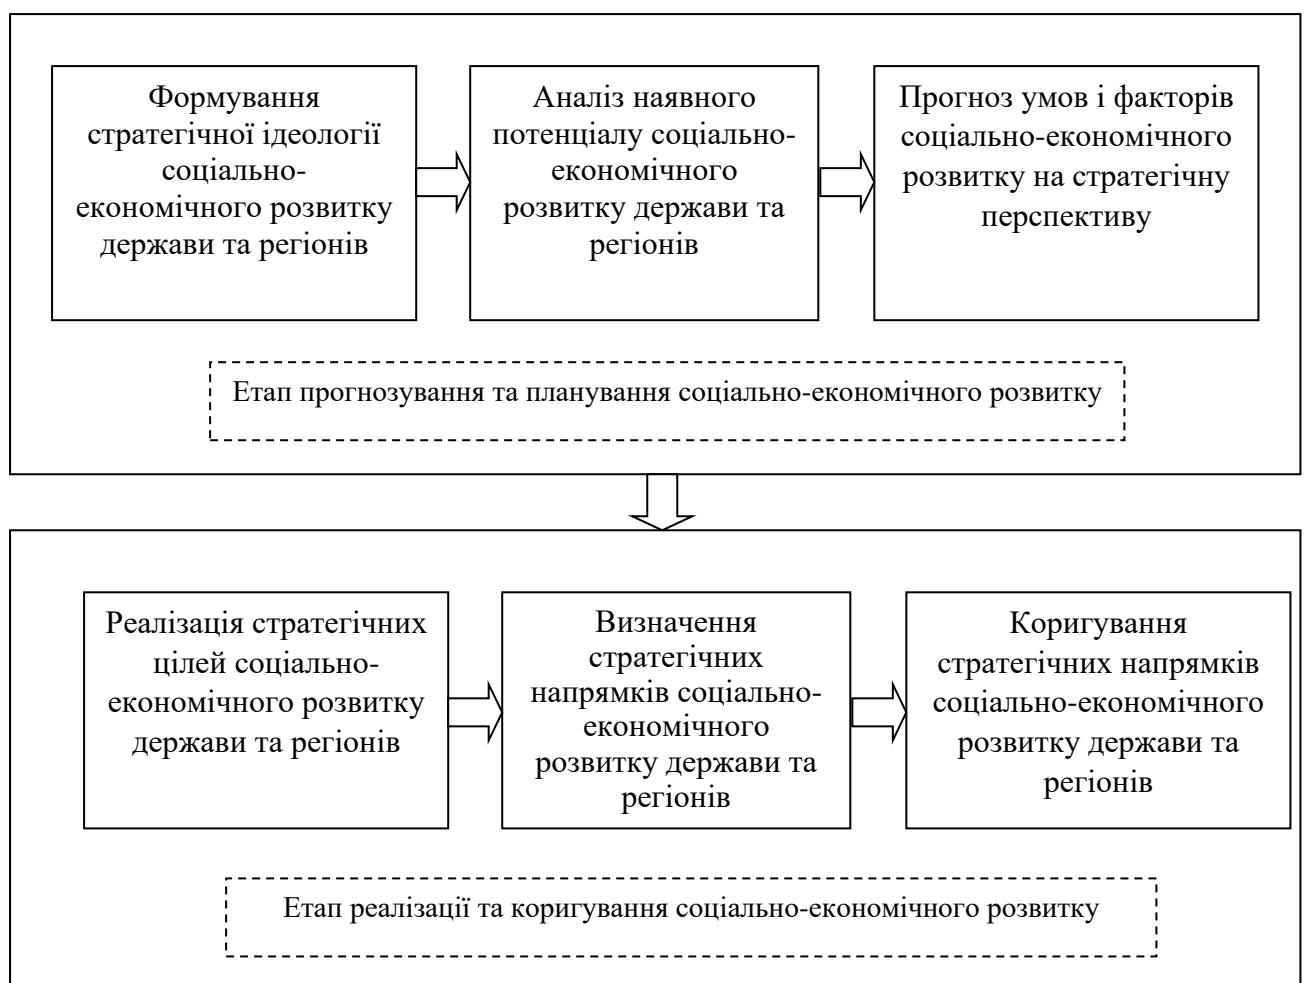 Формування
стратегічної ідеології
соціально-
економічного розвитку
держави та регіонів
Аналіз наявного
потенціалу соціально-
економічного
розвитку держави та
регіонів
Прогноз умов і факторів
соціально-економічного
розвитку на стратегічну
перспективу
Етап прогнозування та планування соціально-економічного розвитку
Реалізація стратегічних
цілей соціально-
економічного розвитку
держави та регіонів
Визначення
стратегічних
напрямків соціально-
економічного
розвитку держави та
регіонів
Коригування
стратегічних напрямків
соціально-економічного
розвитку держави та
регіонів
Етап реалізації та коригування соціально-економічного розвитку